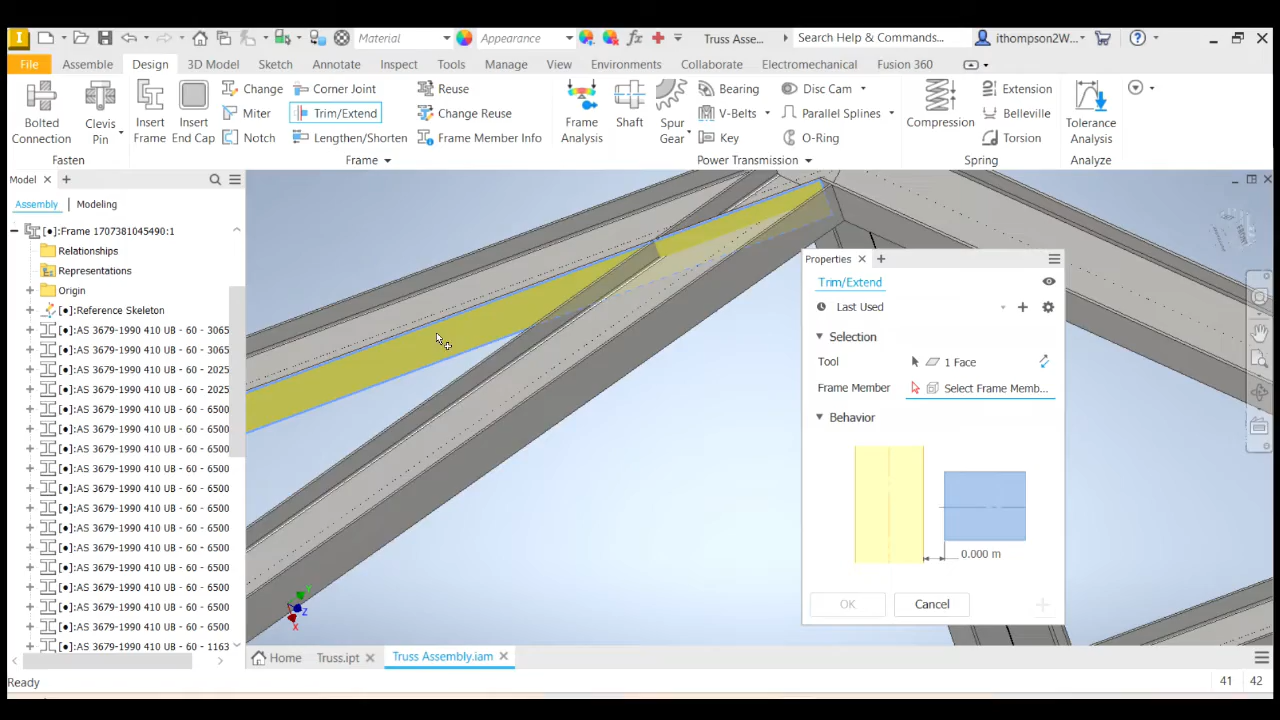 Material
Appearance
Truss Asse...
Search Help & Commands...
ithompson2W...
File
Assemble
Design
3D Model
Sketch
Annotate
Inspect
Tools
Manage
View
Environments
Collaborate
Electromechanical
Fusion 360
Bolted Connection
Clevis Pin
Insert Frame
Insert End Cap
Change
Miter
Notch
Corner Joint
Trim/Extend
Lengthen/Shorten
Reuse
Change Reuse
Frame Member Info
Frame Analysis
Shaft
Spur Gear
Bearing
V-Belts
Key
Disc Cam
Parallel Splines
O-Ring
Compression
Extension
Belleville
Torsion
Tolerance Analysis
Fasten
Frame
Power Transmission
Spring
Analyze
Model
Assembly
Modeling
[●]:Frame 1707381045490:1
Relationships
Representations
Origin
[●]:Reference Skeleton
[●]:AS 3679-1990 410 UB - 60 - 3065
[●]:AS 3679-1990 410 UB - 60 - 3065
[●]:AS 3679-1990 410 UB - 60 - 2025
[●]:AS 3679-1990 410 UB - 60 - 2025
[●]:AS 3679-1990 410 UB - 60 - 6500
[●]:AS 3679-1990 410 UB - 60 - 6500
[●]:AS 3679-1990 410 UB - 60 - 6500
[●]:AS 3679-1990 410 UB - 60 - 6500
[●]:AS 3679-1990 410 UB - 60 - 6500
[●]:AS 3679-1990 410 UB - 60 - 6500
[●]:AS 3679-1990 410 UB - 60 - 6500
[●]:AS 3679-1990 410 UB - 60 - 6500
[●]:AS 3679-1990 410 UB - 60 - 6500
[●]:AS 3679-1990 410 UB - 60 - 6500
[●]:AS 3679-1990 410 UB - 60 - 6500
[●]:AS 3679-1990 410 UB - 60 - 6500
[●]:AS 3679-1990 410 UB - 60 - 1163
Y
Z
X
Properties
Trim/Extend
Last Used
Selection
Tool
1 Face
Frame Member
Select Frame Memb...
Behavior
0.000 m
OK
Cancel
Home
Truss.ipt
Truss Assembly.iam
Ready
41
42